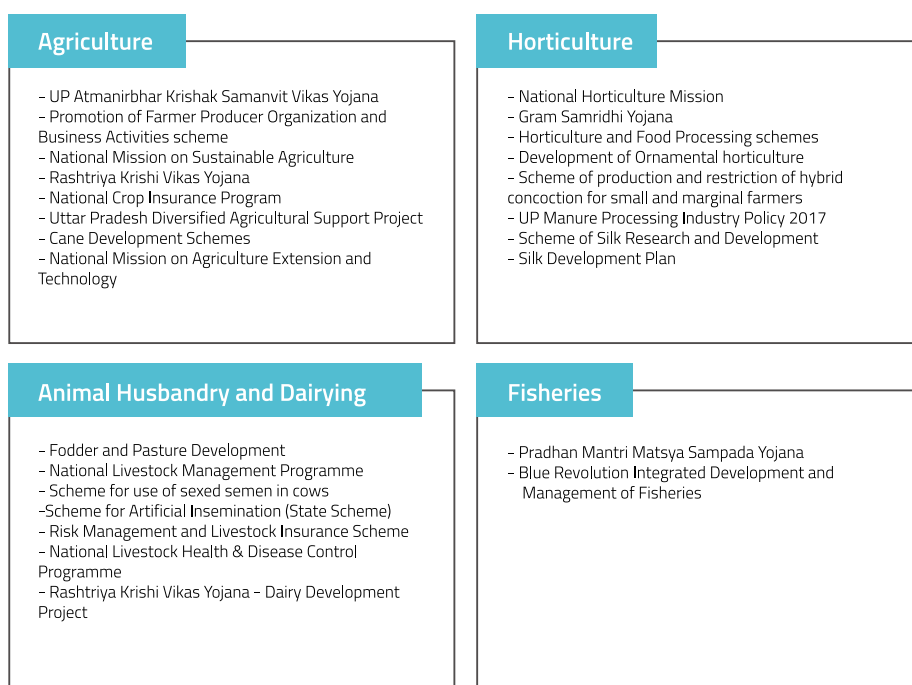 Agriculture
– UP Atmanirbhar Krishak Samanvit Vikas Yojana
– Promotion of Farmer Producer Organization and
Business Activities scheme
– National Mission on Sustainable Agriculture
– Rashtriya Krishi Vikas Yojana
– National Crop Insurance Program
– Uttar Pradesh Diversified Agricultural Support Project
– Cane Development Schemes
– National Mission on Agriculture Extension and
Technology
Horticulture
– National Horticulture Mission
– Gram Samridhi Yojana
– Horticulture and Food Processing schemes
– Development of Ornamental horticulture
– Scheme of production and restriction of hybrid
concoction for small and marginal farmers
– UP Manure Processing Industry Policy 2017
– Scheme of Silk Research and Development
– Silk Development Plan
Animal Husbandry and Dairying
– Fodder and Pasture Development
– National Livestock Management Programme
– Scheme for use of sexed semen in cows
–Scheme for Artificial Insemination (State Scheme)
– Risk Management and Livestock Insurance Scheme
– National Livestock Health & Disease Control
Programme
– Rashtriya Krishi Vikas Yojana – Dairy Development
Project
Fisheries
– Pradhan Mantri Matsya Sampada Yojana
– Blue Revolution Integrated Development and
Management of Fisheries